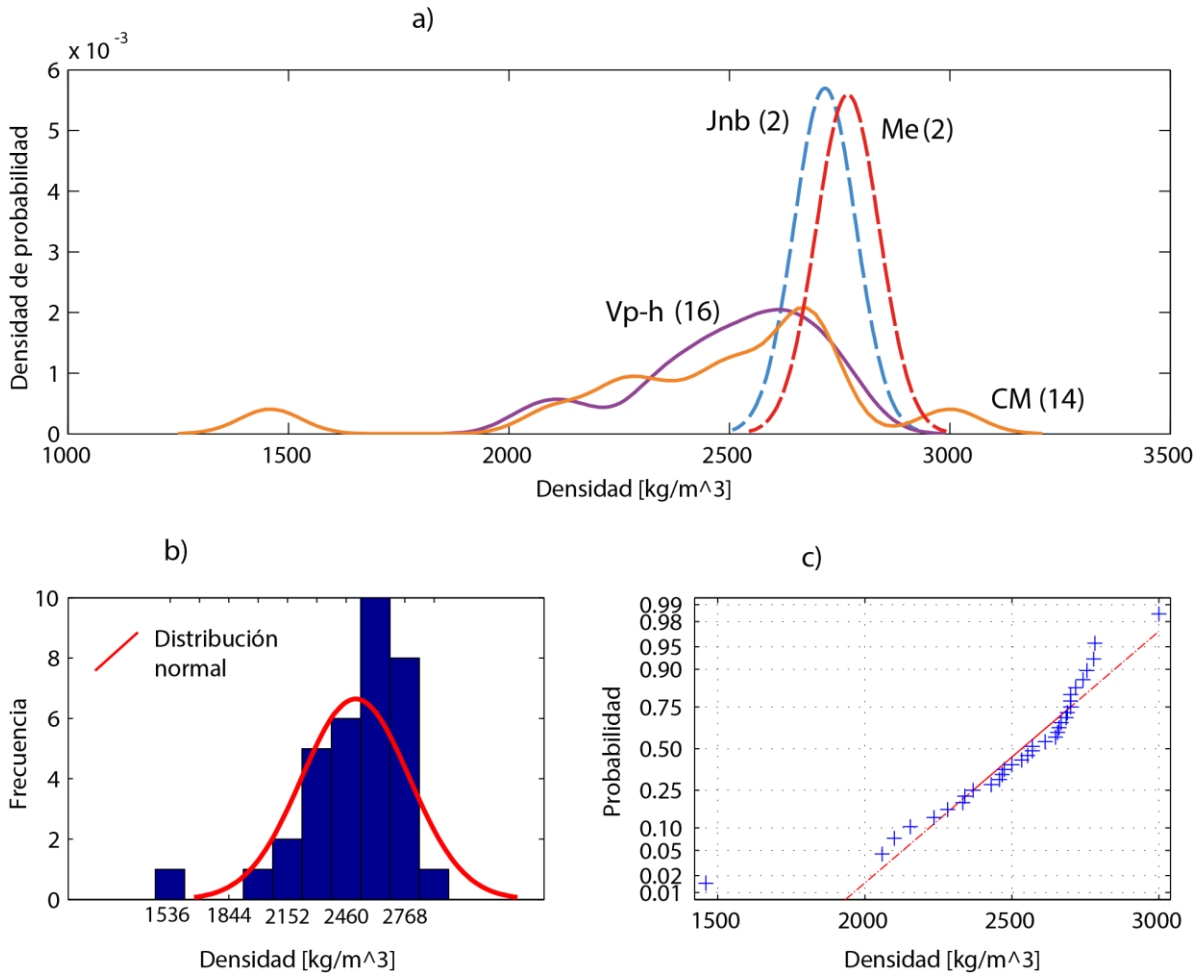 a)
x 10 -3
6
5
4
3
2
1
0
Densidad de probabilidad
Jnb (2)
Me (2)
Vp-h (16)
CM (14)
1000 1500 2000 2500 3000 3500
Densidad [kg/m^3]
b)
10
8
6
4
2
0
Frecuencia
Distribución
normal
1536 1844 2152 2460 2768
Densidad [kg/m^3]
c)
0.99
0.98
0.95
0.90
0.75
0.50
0.25
0.10
0.05
0.02
0.01
Probabilidad
1500 2000 2500 3000
Densidad [kg/m^3]